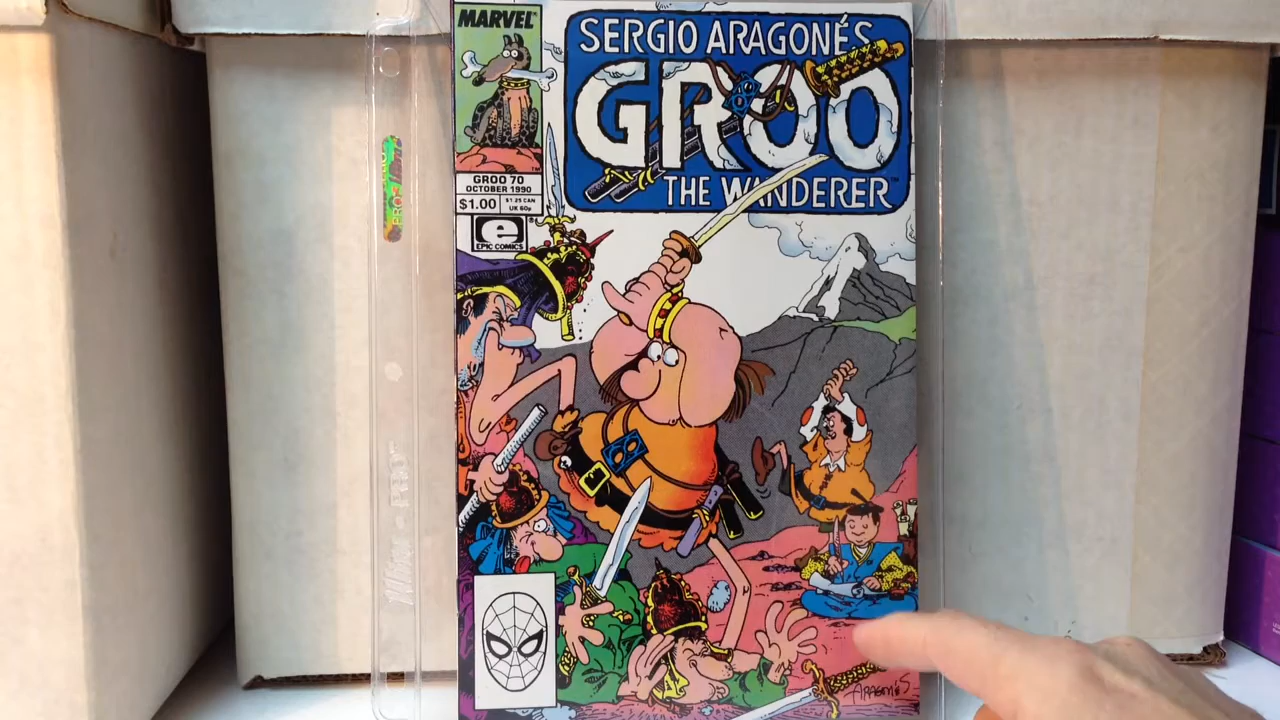 MARVEL
SERGIO ARAGONÉS
GROO
THE WANDERER
TM
GROO 70
OCTOBER 1990
$1.00
$1.25 CAN
UK 60p
e
EPIC COMICS
ARAGONÉS